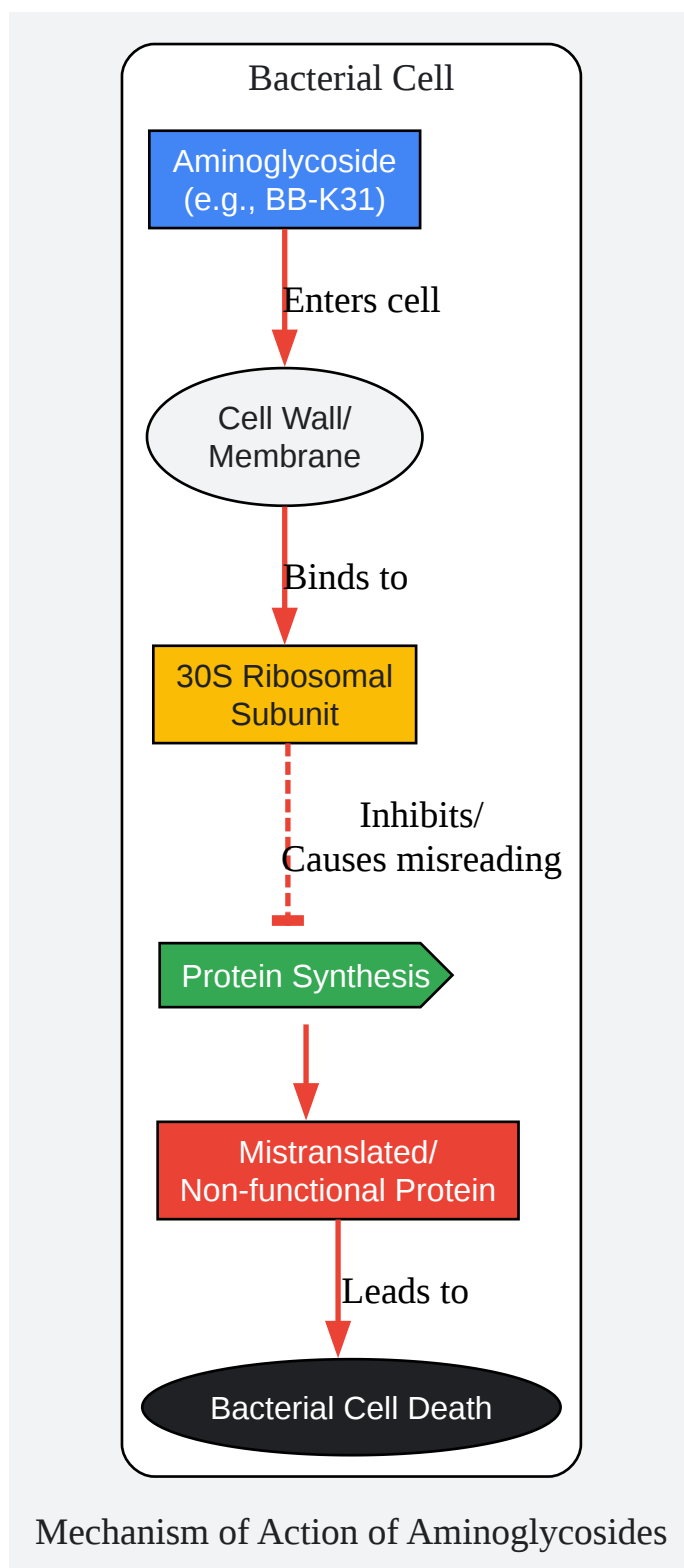 Bacterial Cell
Aminoglycoside
(e.g., BB-K31)
Enters cell
Cell Wall/
Membrane
Binds to
30S Ribosomal
Subunit
Inhibits/
Causes misreading
Protein Synthesis
Mistranslated/
Non-functional Protein
Leads to
Bacterial Cell Death
Mechanism of Action of Aminoglycosides